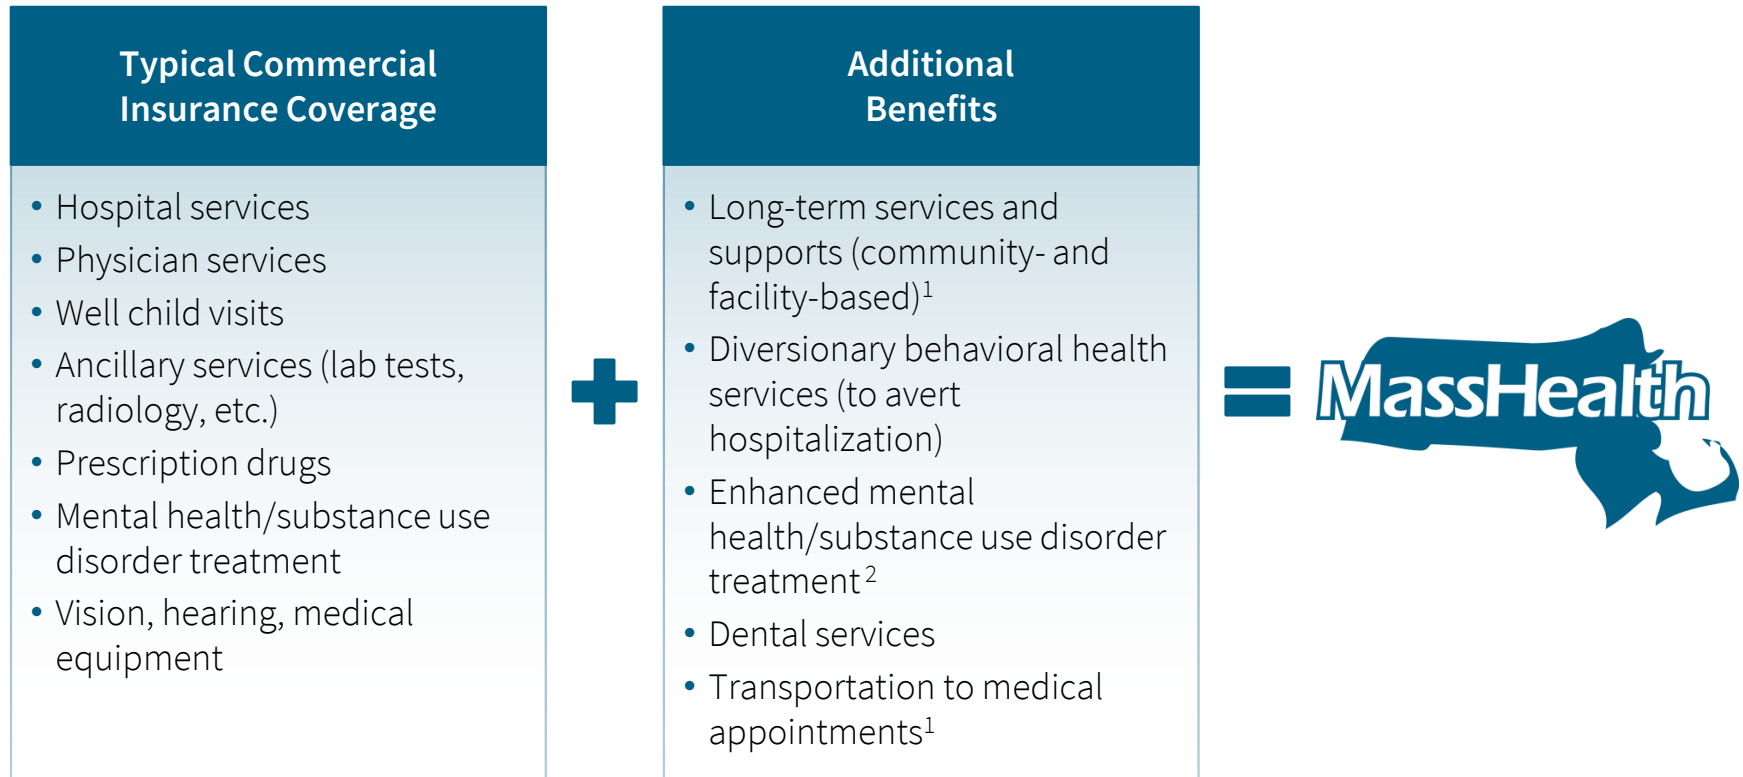 Typical Commercial
Insurance Coverage
• Hospital services
• Physician services
• Well child visits
• Ancillary services (lab tests,
radiology, etc.)
• Prescription drugs
• Mental health/substance use
disorder treatment
• Vision, hearing, medical
equipment
Additional
Benefits
• Long-term services and
supports (community- and
facility-based)¹
• Diversionary behavioral health
services (to avert
hospitalization)
• Enhanced mental
health/substance use disorder
treatment²
• Dental services
• Transportation to medical
appointments¹
MassHealth